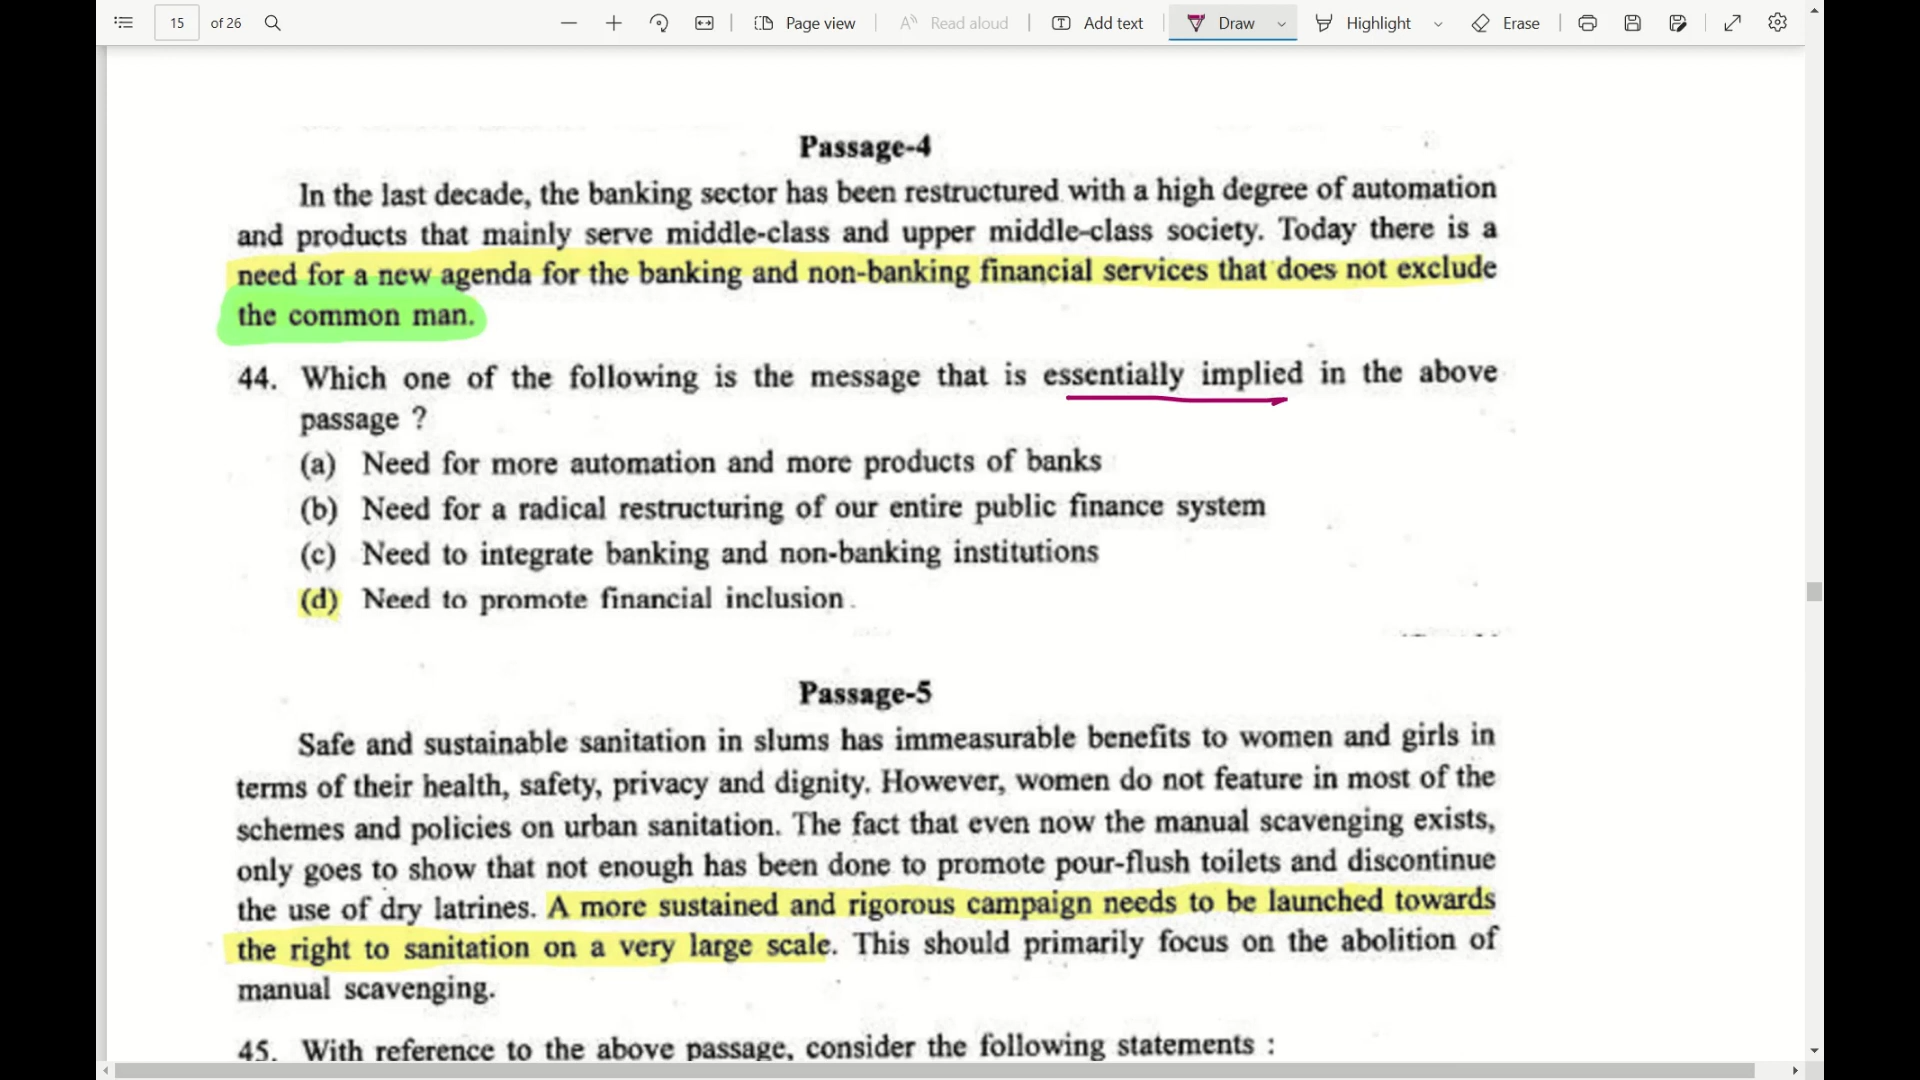 15 of 26 Page view Read aloud Add text Draw Highlight Erase
Passage-4
In the last decade, the banking sector has been restructured with a high degree of automation
and products that mainly serve middle-class and upper middle-class society. Today there is a
need for a new agenda for the banking and non-banking financial services that does not exclude
the common man.
44. Which one of the following is the message that is essentially implied in the above
passage ?
(a) Need for more automation and more products of banks
(b) Need for a radical restructuring of our entire public finance system
(c) Need to integrate banking and non-banking institutions
(d) Need to promote financial inclusion.
Passage-5
Safe and sustainable sanitation in slums has immeasurable benefits to women and girls in
terms of their health, safety, privacy and dignity. However, women do not feature in most of the
schemes and policies on urban sanitation. The fact that even now the manual scavenging exists,
only goes to show that not enough has been done to promote pour-flush toilets and discontinue
the use of dry latrines. A more sustained and rigorous campaign needs to be launched towards
the right to sanitation on a very large scale. This should primarily focus on the abolition of
manual scavenging.
45. With reference to the above passage, consider the following statements :